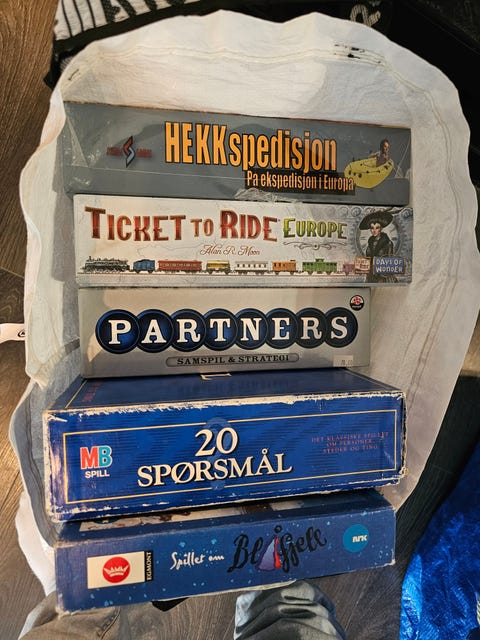 HEKKspedisjon
På ekspedisjon i Europa
TICKET TO RIDE EUROPE
Alan R. Moon
DAYS OF
WONDER
PARTNERS
SAMSPIL & STRATEGI
MB
SPILL
20
SPØRSMÅL
DET KLASSISKE SPILLET
OM PERSONER,
STEDER OG TING.
EGMONT
Spillet om
Blåfjell
NRK